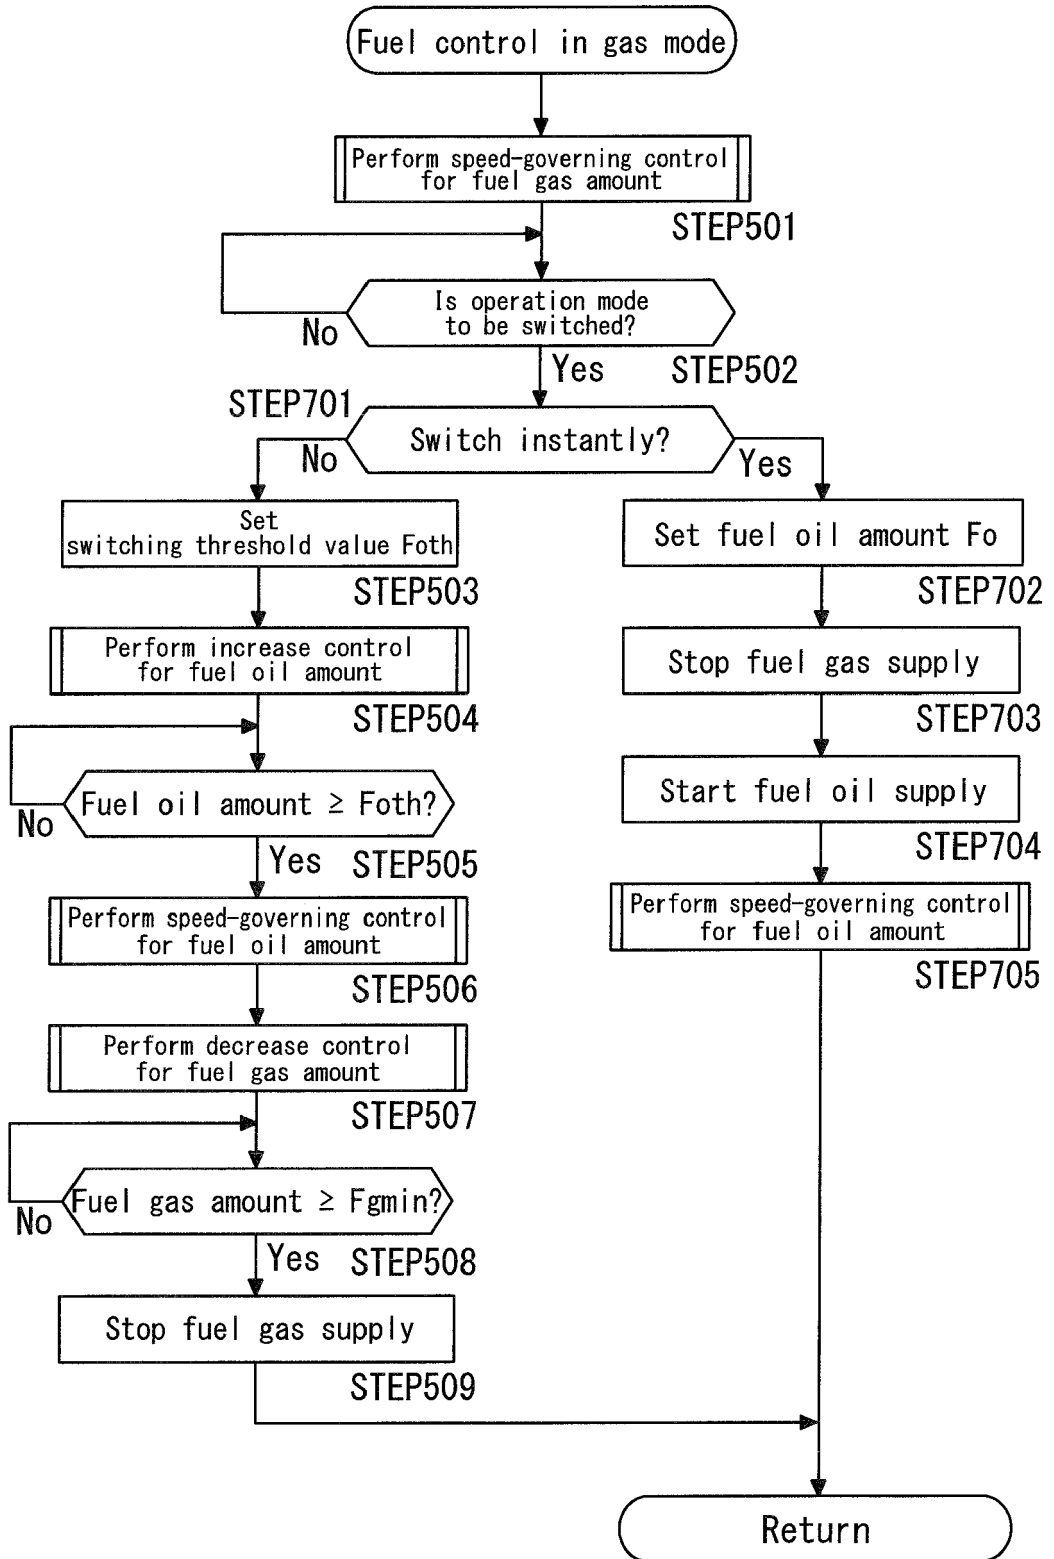 Fuel control in gas mode
Perform speed-governing control
for fuel gas amount
STEP501
Is operation mode
to be switched?
No
Yes
STEP502
STEP701
Switch instantly?
No
Yes
Set
switching threshold value Foth
STEP503
Perform increase control
for fuel oil amount
STEP504
Fuel oil amount ≥ Foth?
No
Yes
STEP505
Perform speed-governing control
for fuel oil amount
STEP506
Perform decrease control
for fuel gas amount
STEP507
Fuel gas amount ≥ Fgmin?
No
Yes
STEP508
Stop fuel gas supply
STEP509
Set fuel oil amount Fo
STEP702
Stop fuel gas supply
STEP703
Start fuel oil supply
STEP704
Perform speed-governing control
for fuel oil amount
STEP705
Return